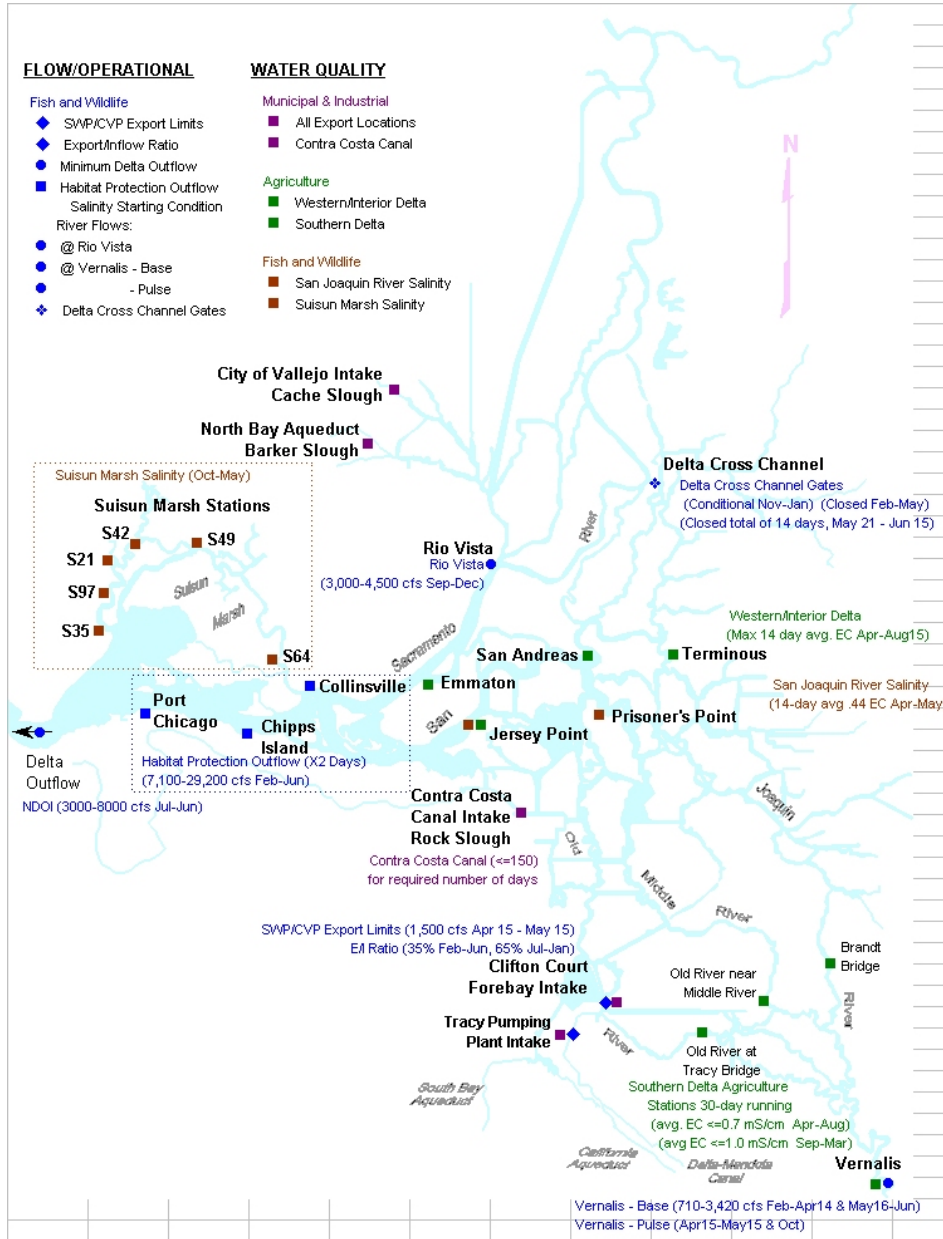 FLOW/OPERATIONAL
Fish and Wildlife
SWP/CVP Export Limits
Export/Inflow Ratio
Minimum Delta Outflow
Habitat Protection Outflow
Salinity Starting Condition
River Flows:
@ Rio Vista
@ Vernalis - Base
- Pulse
Delta Cross Channel Gates
WATER QUALITY
Municipal & Industrial
All Export Locations
Contra Costa Canal
Agriculture
Western/Interior Delta
Southern Delta
Fish and Wildlife
San Joaquin River Salinity
Suisun Marsh Salinity
N
City of Vallejo Intake
Cache Slough
North Bay Aqueduct
Barker Slough
Delta Cross Channel
Delta Cross Channel Gates
(Conditional Nov-Jan) (Closed Feb-May)
(Closed total of 14 days, May 21 - Jun 15)
Suisun Marsh Salinity (Oct-May)
Suisun Marsh Stations
S42
S49
S21
S97
S35
S64
Suisun
Marsh
River
Rio Vista
Rio Vista
(3,000-4,500 cfs Sep-Dec)
Sacramento
Western/Interior Delta
(Max 14 day avg. EC Apr-Aug15)
San Andreas
Terminous
Collinsville
Emmaton
San Joaquin River Salinity
(14-day avg .44 EC Apr-May
Port
Chicago
Chipps
Island
San
Jersey Point
Prisoner's Point
Delta
Outflow
Habitat Protection Outflow (X2 Days)
(7,100-29,200 cfs Feb-Jun)
NDOI (3000-8000 cfs Jul-Jun)
Contra Costa
Canal Intake
Rock Slough
Contra Costa Canal (<=150)
for required number of days
Joaquin
Old
Middle
River
SWP/CVP Export Limits (1,500 cfs Apr 15 - May 15)
E/I Ratio (35% Feb-Jun, 65% Jul-Jan)
Clifton Court
Forebay Intake
Brandt
Bridge
Old River near
Middle River
River
Tracy Pumping
Plant Intake
River
Old River at
Tracy Bridge
South Bay
Aqueduct
Southern Delta Agriculture
Stations 30-day running
(avg. EC <=0.7 mS/cm Apr-Aug)
(avg EC <=1.0 mS/cm Sep-Mar)
California
Aqueduct
Delta-Mendota
Canal
Vernalis
Vernalis - Base (710-3,420 cfs Feb-Apr14 & May16-Jun)
Vernalis - Pulse (Apr15-May15 & Oct)